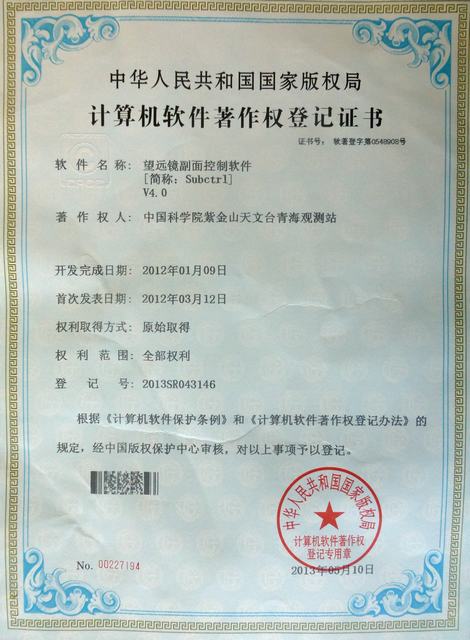 中华人民共和国国家版权局
计算机软件著作权登记证书
证书号： 软著登字第0548908号
软件名称： 望远镜副面控制软件
[简称：Subctrl]
V4.0
著作权人： 中国科学院紫金山天文台青海观测站
开发完成日期： 2012年01月09日
首次发表日期： 2012年03月12日
权利取得方式： 原始取得
权利范围： 全部权利
登记号： 2013SR043146
根据《计算机软件保护条例》和《计算机软件著作权登记办法》的
规定，经中国版权保护中心审核，对以上事项予以登记。
中华人民共和国国家版权局
计算机软件著作权
登记专用章
No. 00227194
2013年05月10日